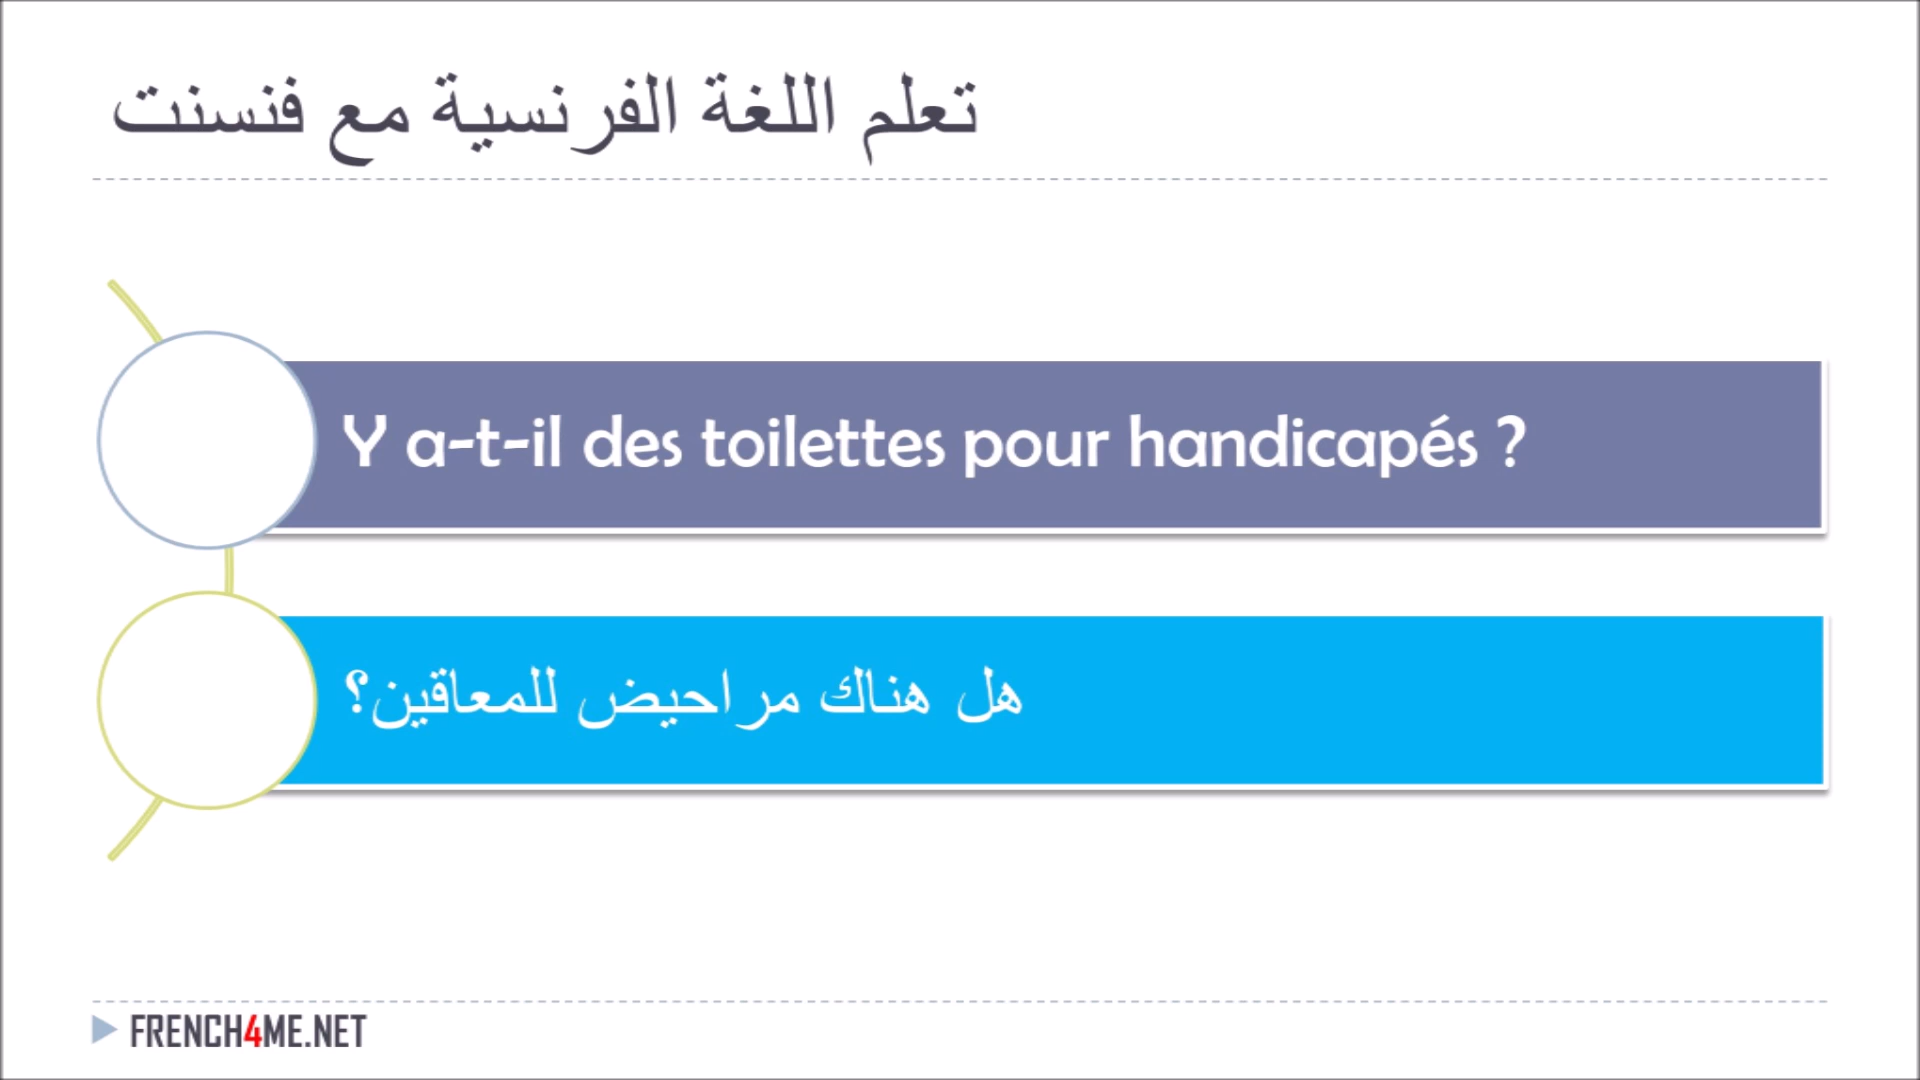 تعلم اللغة الفرنسية مع فنسنت
Y a-t-il des toilettes pour handicapés ?
هل هناك مراحيض للمعاقين؟
FRENCH4ME.NET